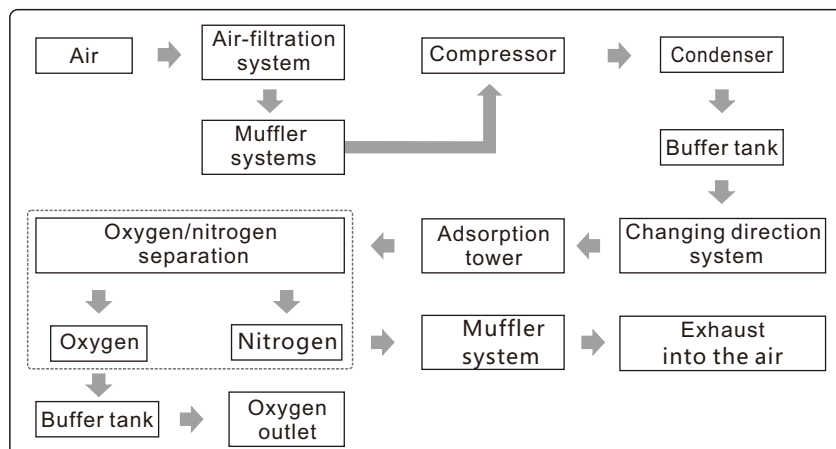 Air
Air-filtration
system
Muffler
systems
Compressor
Condenser
Buffer tank
Changing direction
system
Adsorption
tower
Oxygen/nitrogen
separation
Oxygen
Nitrogen
Muffler
system
Exhaust
into the air
Buffer tank
Oxygen
outlet